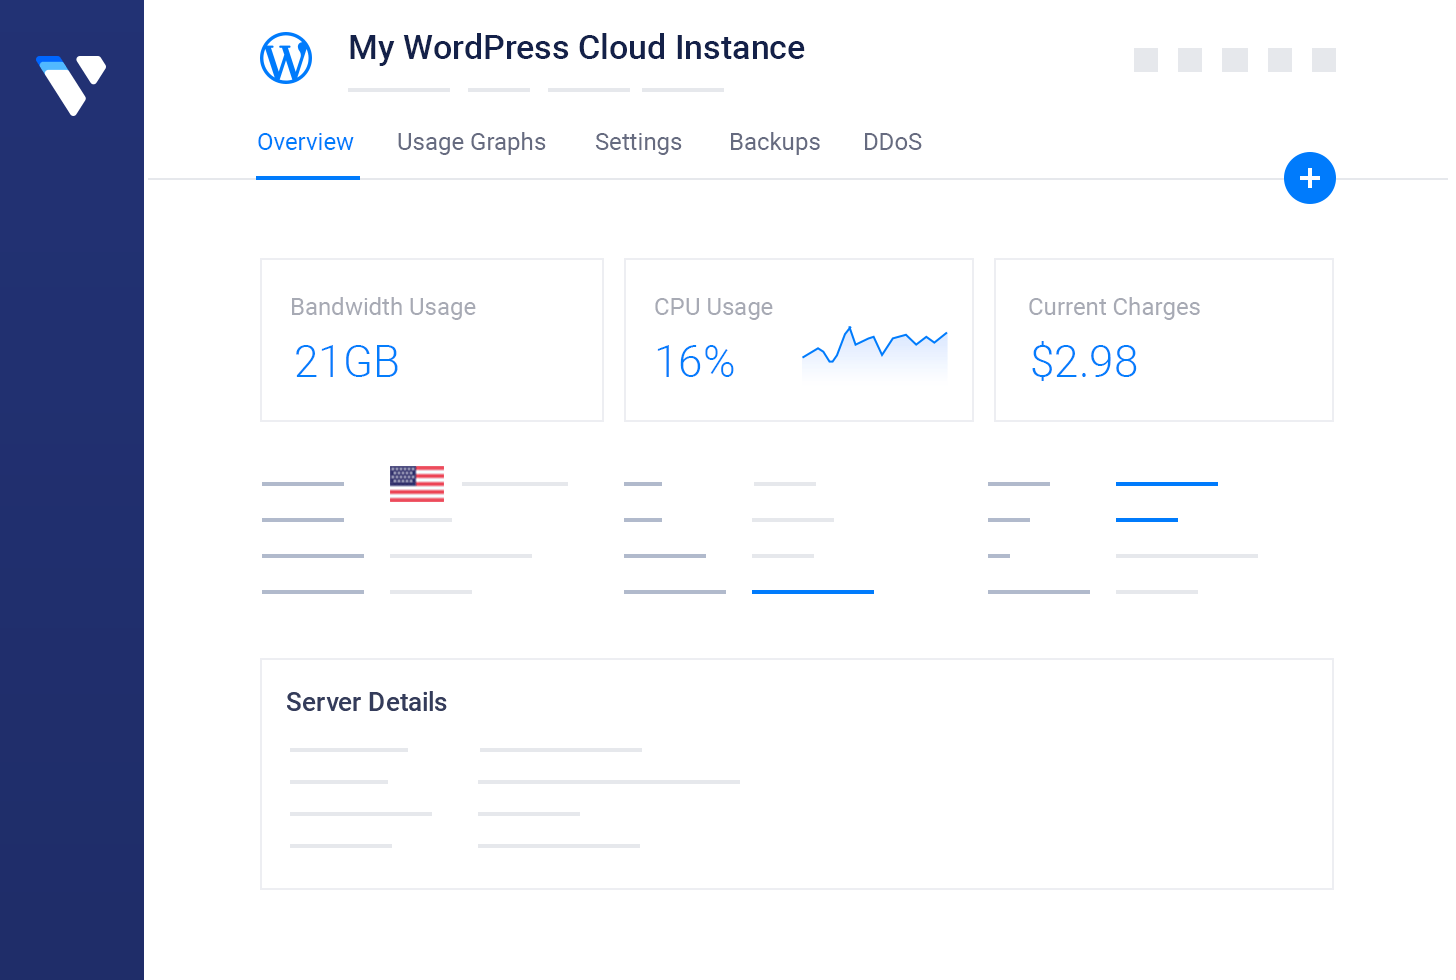 My WordPress Cloud Instance
Overview Usage Graphs Settings Backups DDoS
Bandwidth Usage
21GB
CPU Usage
16%
Current Charges
$2.98
Server Details